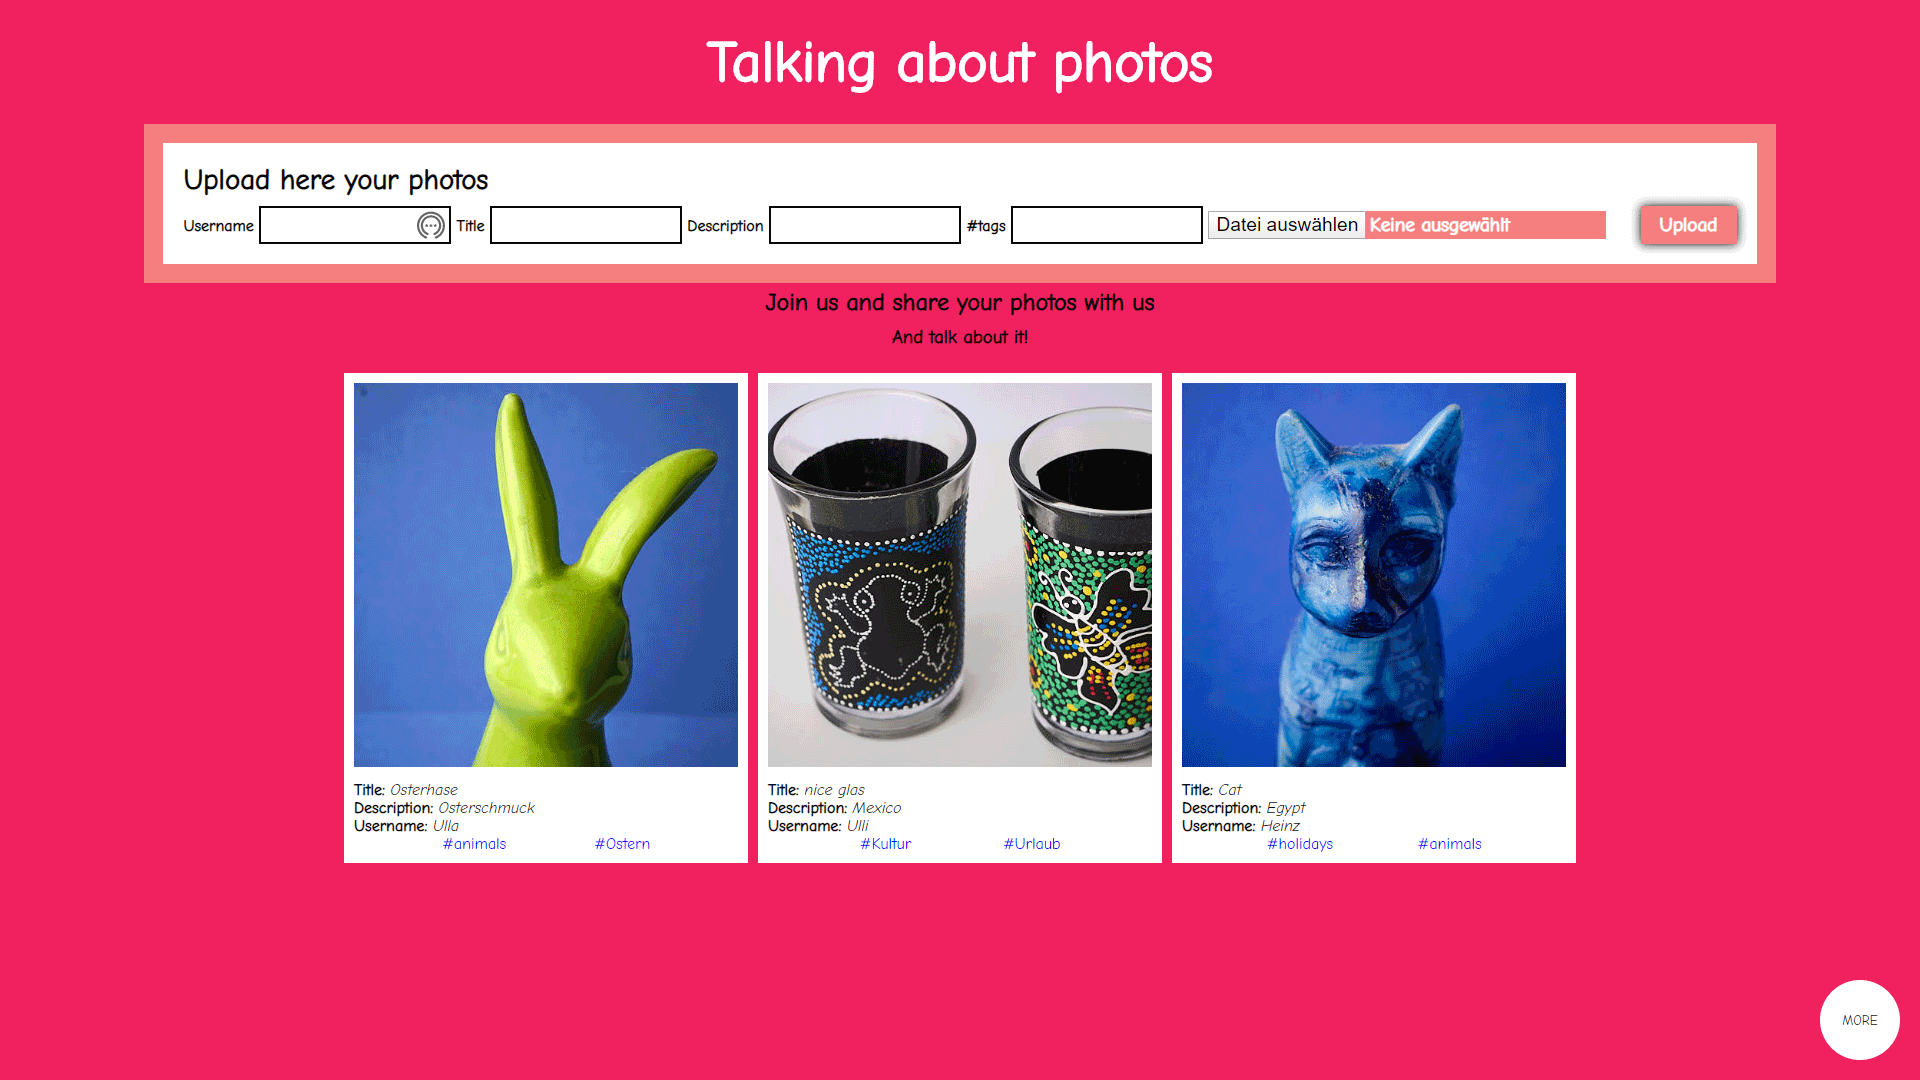 Talking about photos
Upload here your photos
Username Title Description #tags Datei auswählen Keine ausgewählt Upload
Join us and share your photos with us
And talk about it!
Title: Osterhase
Description: Osterschmuck
Username: Ulla
#animals #Ostern
Title: nice glas
Description: Mexico
Username: Ulli
#Kultur #Urlaub
Title: Cat
Description: Egypt
Username: Heinz
#holidays #animals
MORE